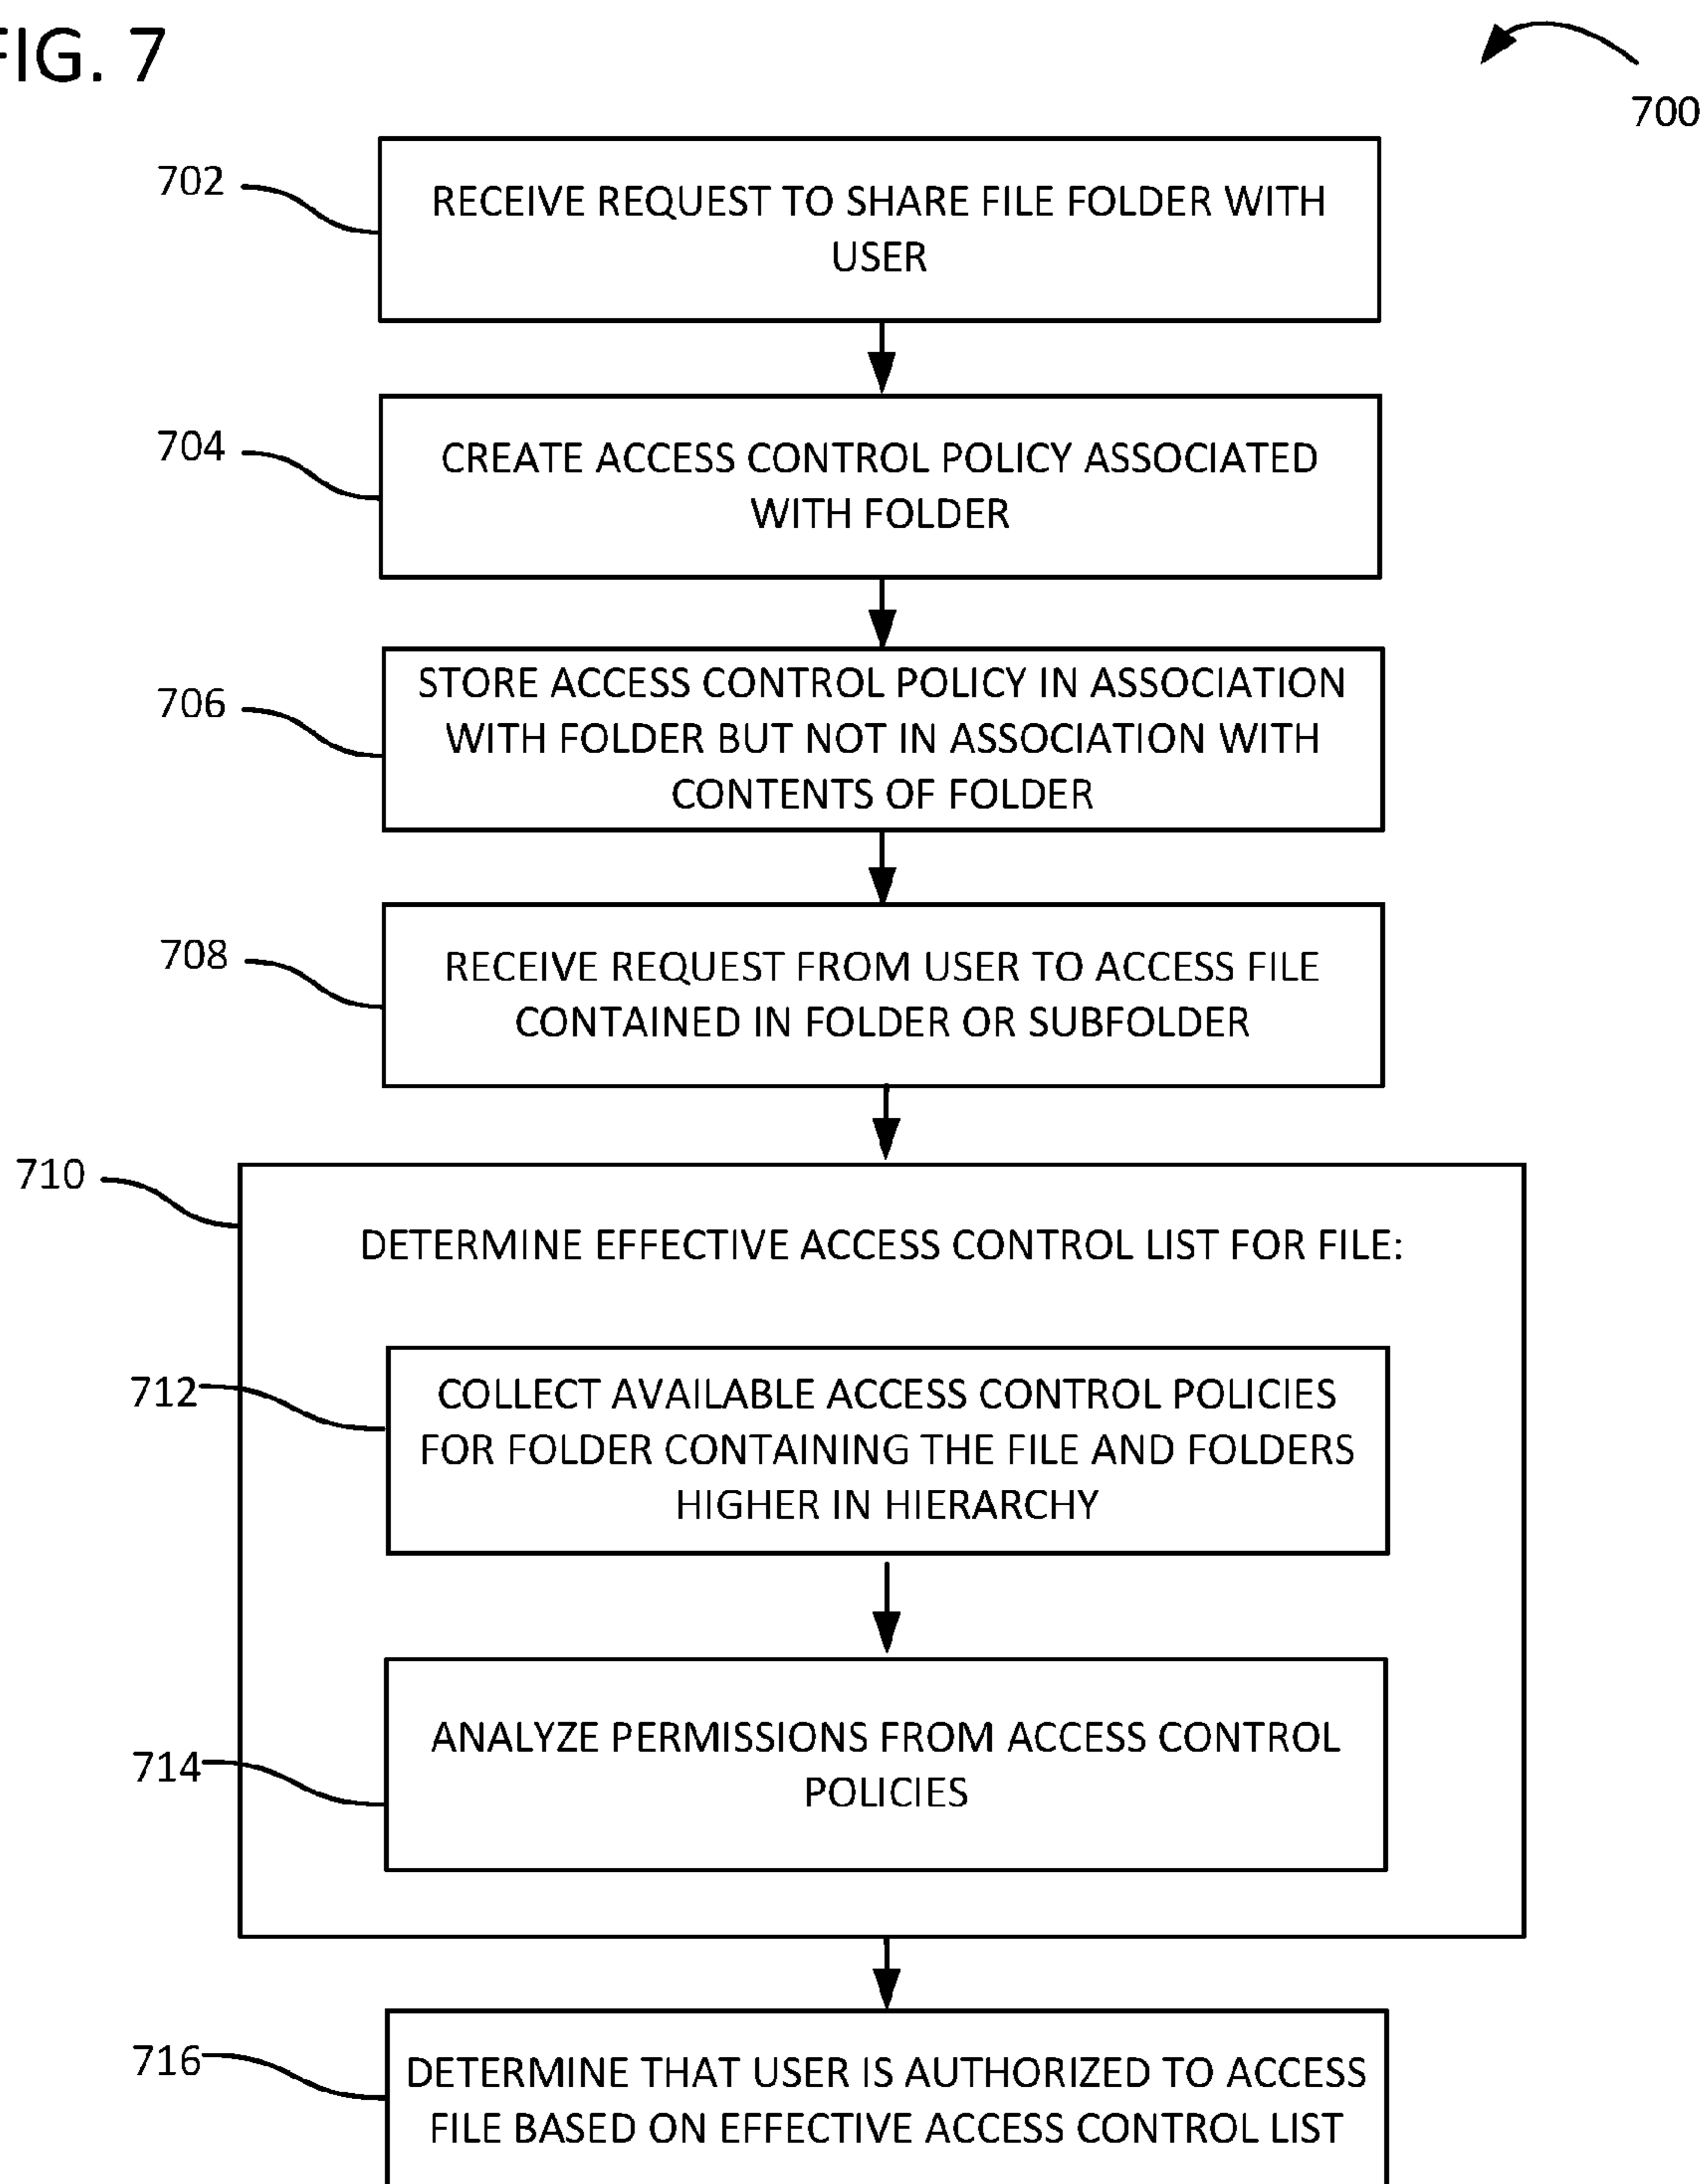 FIG. 7
700
702
RECEIVE REQUEST TO SHARE FILE FOLDER WITH
USER
704
CREATE ACCESS CONTROL POLICY ASSOCIATED
WITH FOLDER
706
STORE ACCESS CONTROL POLICY IN ASSOCIATION
WITH FOLDER BUT NOT IN ASSOCIATION WITH
CONTENTS OF FOLDER
708
RECEIVE REQUEST FROM USER TO ACCESS FILE
CONTAINED IN FOLDER OR SUBFOLDER
710
DETERMINE EFFECTIVE ACCESS CONTROL LIST FOR FILE:
712
COLLECT AVAILABLE ACCESS CONTROL POLICIES
FOR FOLDER CONTAINING THE FILE AND FOLDERS
HIGHER IN HIERARCHY
714
ANALYZE PERMISSIONS FROM ACCESS CONTROL
POLICIES
716
DETERMINE THAT USER IS AUTHORIZED TO ACCESS
FILE BASED ON EFFECTIVE ACCESS CONTROL LIST